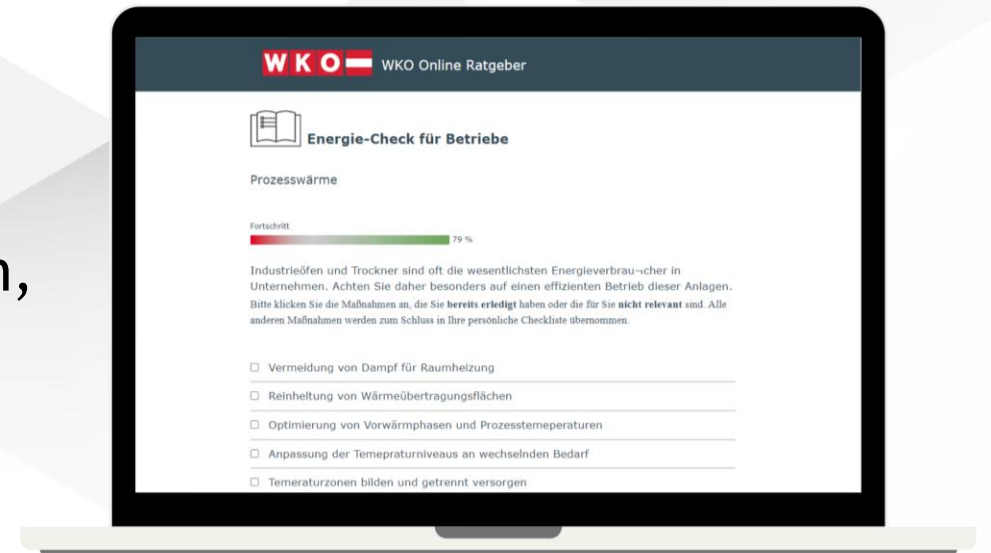 WKO WKO Online Ratgeber
Energie-Check für Betriebe
Prozesswärme
Fortschritt
79 %
Industrieöfen und Trockner sind oft die wesentlichsten Energieverbrau¬cher in
Unternehmen. Achten Sie daher besonders auf einen effizienten Betrieb dieser Anlagen.
Bitte klicken Sie die Maßnahmen an, die Sie bereits erledigt haben oder die für Sie nicht relevant sind. Alle
anderen Maßnahmen werden zum Schluss in Ihre persönliche Checkliste übernommen.
Vermeidung von Dampf für Raumheizung
Reinheltung von Wärmeübertragungsflächen
Optimierung von Vorwärmphasen und Prozesstemeperaturen
Anpassung der Temepraturniveaus an wechselnden Bedarf
Temeraturzonen bilden und getrennt versorgen